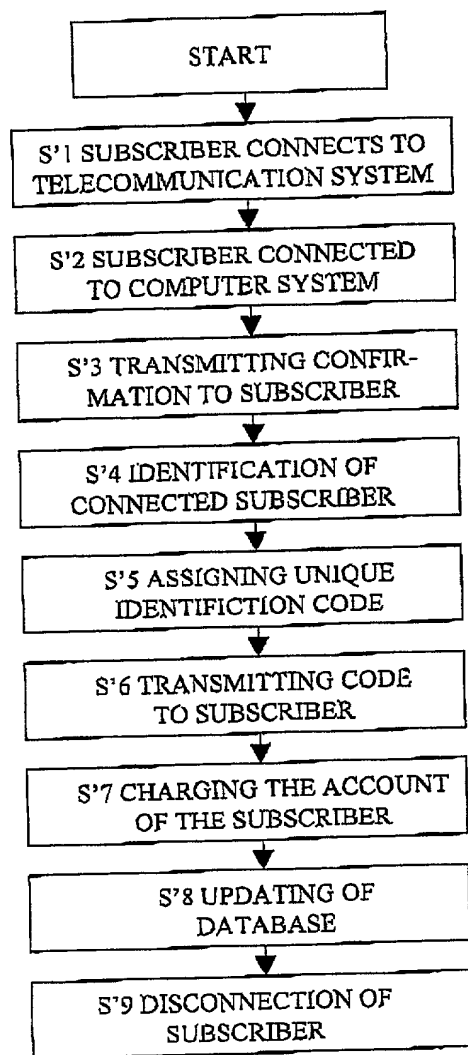 START
S'1 SUBSCRIBER CONNECTS TO
TELECOMMUNICATION SYSTEM
S'2 SUBSCRIBER CONNECTED
TO COMPUTER SYSTEM
S'3 TRANSMITTING CONFIR-
MATION TO SUBSCRIBER
S'4 IDENTIFICATION OF
CONNECTED SUBSCRIBER
S'5 ASSIGNING UNIQUE
IDENTIFICTION CODE
S'6 TRANSMITTING CODE
TO SUBSCRIBER
S'7 CHARGING THE ACCOUNT
OF THE SUBSCRIBER
S'8 UPDATING OF
DATABASE
S'9 DISCONNECTION OF
SUBSCRIBER